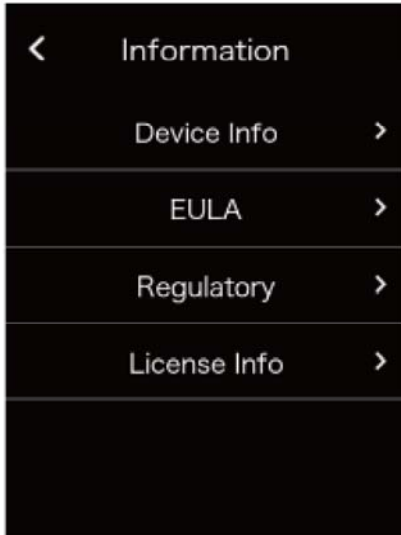 Information
Device Info
EULA
Regulatory
License Info